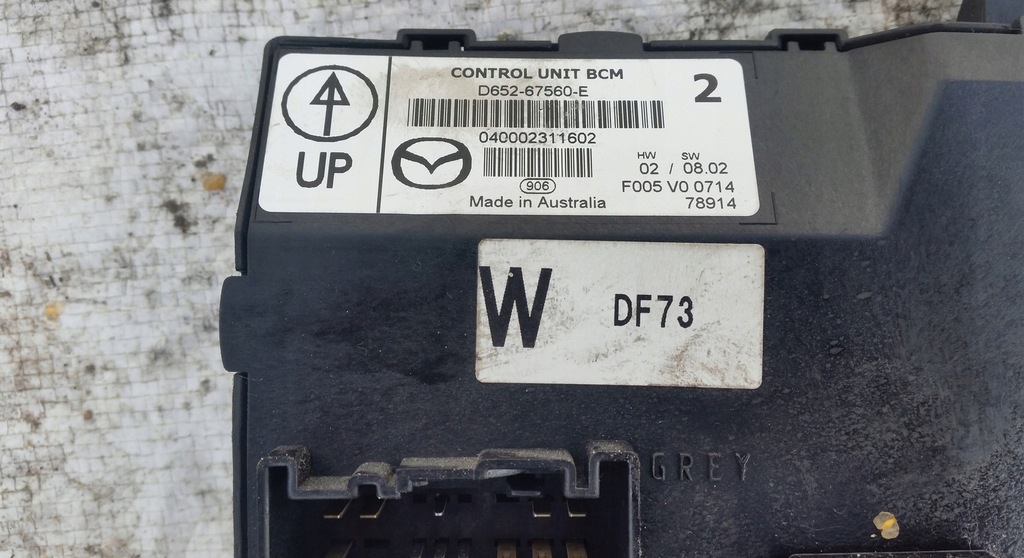 UP
CONTROL UNIT BCM
D652-67560-E
2
040002311602
HW SW
02 / 08.02
906
F005 V0 0714
Made in Australia
78914
W DF73
GREY